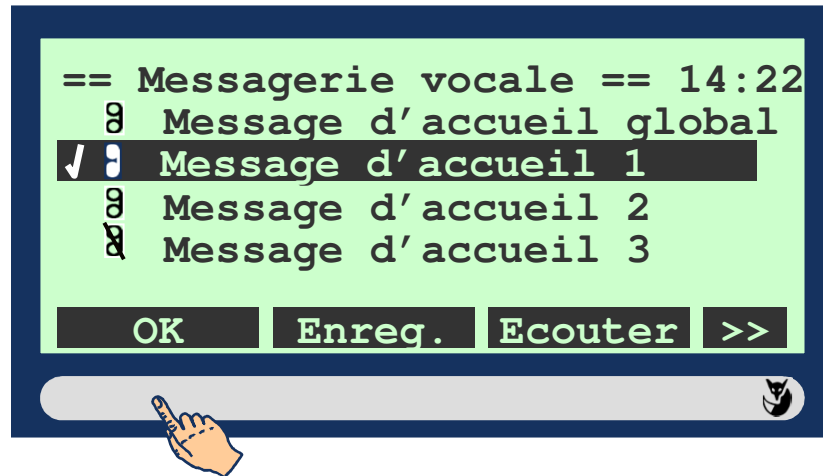 == Messagerie vocale == 14:22
Message d’accueil global
√ Message d’accueil 1
Message d’accueil 2
Message d’accueil 3
OK Enreg. Ecouter >>